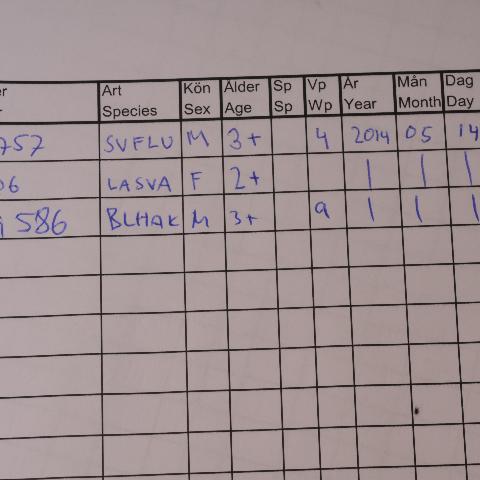 er Art Kön Ålder Sp Vp År Mån Dag
Species Sex Age Sp Wp Year Month Day
757 SVFLU M 3+ 4 2014 05 14
06 LASVA F 2+ | | |
586 BLHAK M 3+ 9 | | |